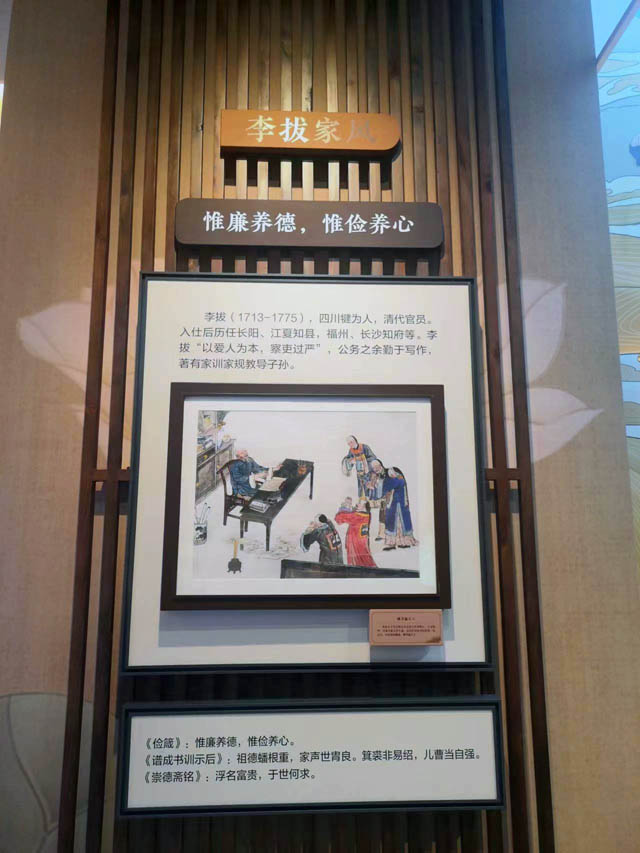 李拔家风
惟廉养德，惟俭养心
李拔（1713-1775），四川犍为人，清代官员。
入仕后历任长阳、江夏知县，福州、长沙知府等。李
拔“以爱人为本，察吏过严”，公务之余勤于写作，
著有家训家规教导子孙。
《俭箴》：惟廉养德，惟俭养心。
《谱成书训示后》：祖德蟠根重，家声世胄良。箕裘非易绍，儿曹当自强。
《崇德斋铭》：浮名富贵，于世何求。